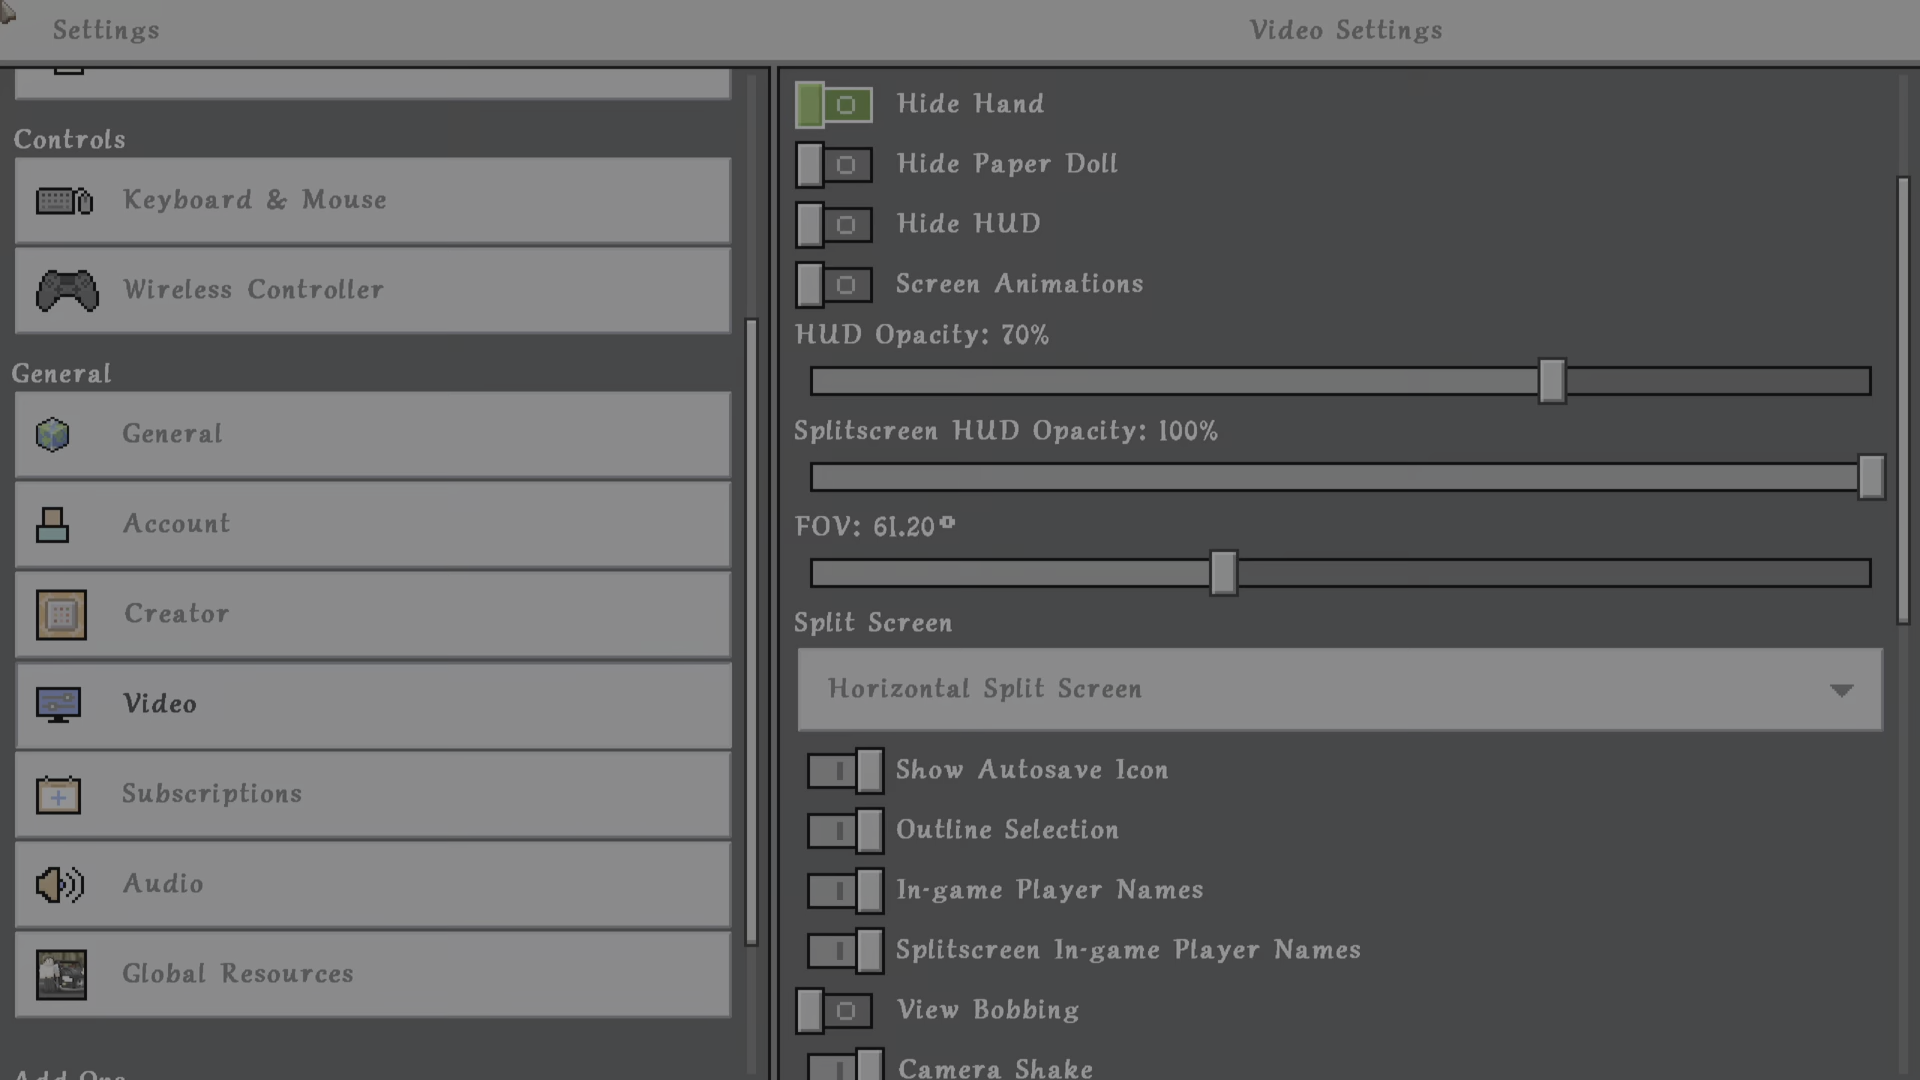 Settings
Video Settings
Controls
Keyboard & Mouse
Wireless Controller
General
General
Account
Creator
Video
Subscriptions
Audio
Global Resources
Add-Ons
Hide Hand
Hide Paper Doll
Hide HUD
Screen Animations
HUD Opacity: 70%
Splitscreen HUD Opacity: 100%
FOV: 61.20°
Split Screen
Horizontal Split Screen
Show Autosave Icon
Outline Selection
In-game Player Names
Splitscreen In-game Player Names
View Bobbing
Camera Shake